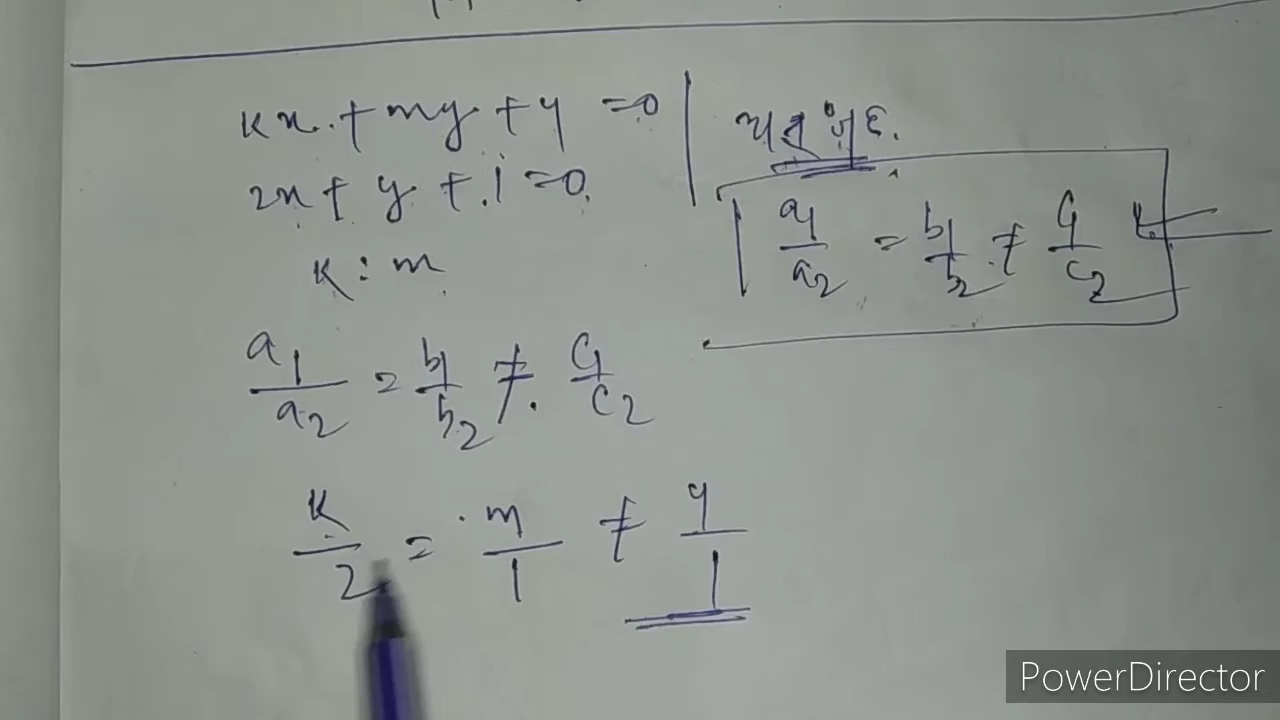 kx + my + 4 = 0
2x + y + 1 = 0
k : m
a1/a2 = b1/b2 ≠ c1/c2
k/2 = m/1 ≠ 4/1
a1/a2 = b1/b2 ≠ c1/c2
PowerDirector